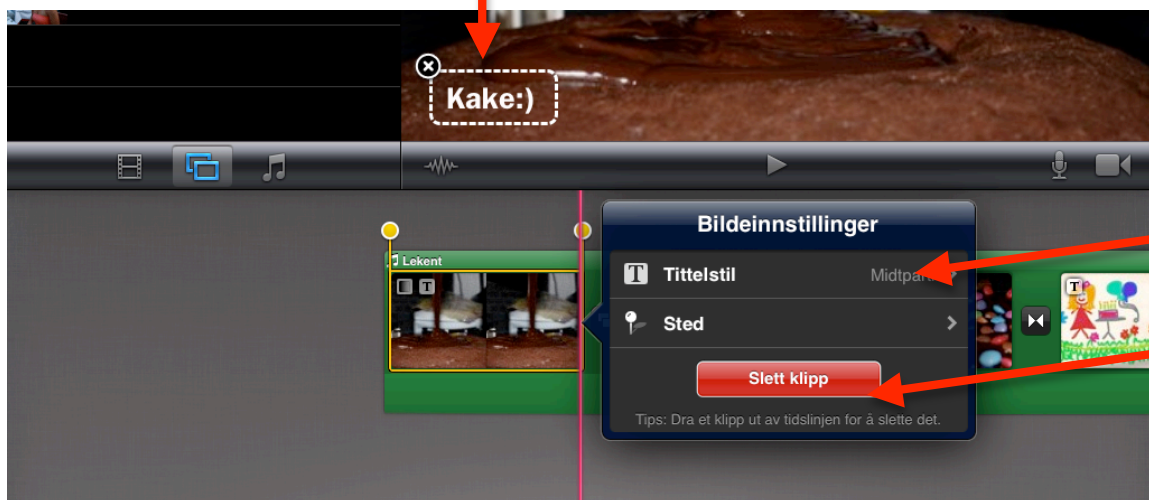 Kake:)
Bildeinnstillinger
Lekent
T Tittelstil
T
Sted
T
Slett klipp
Tips: Dra et klipp ut av tidslinjen for å slette det.